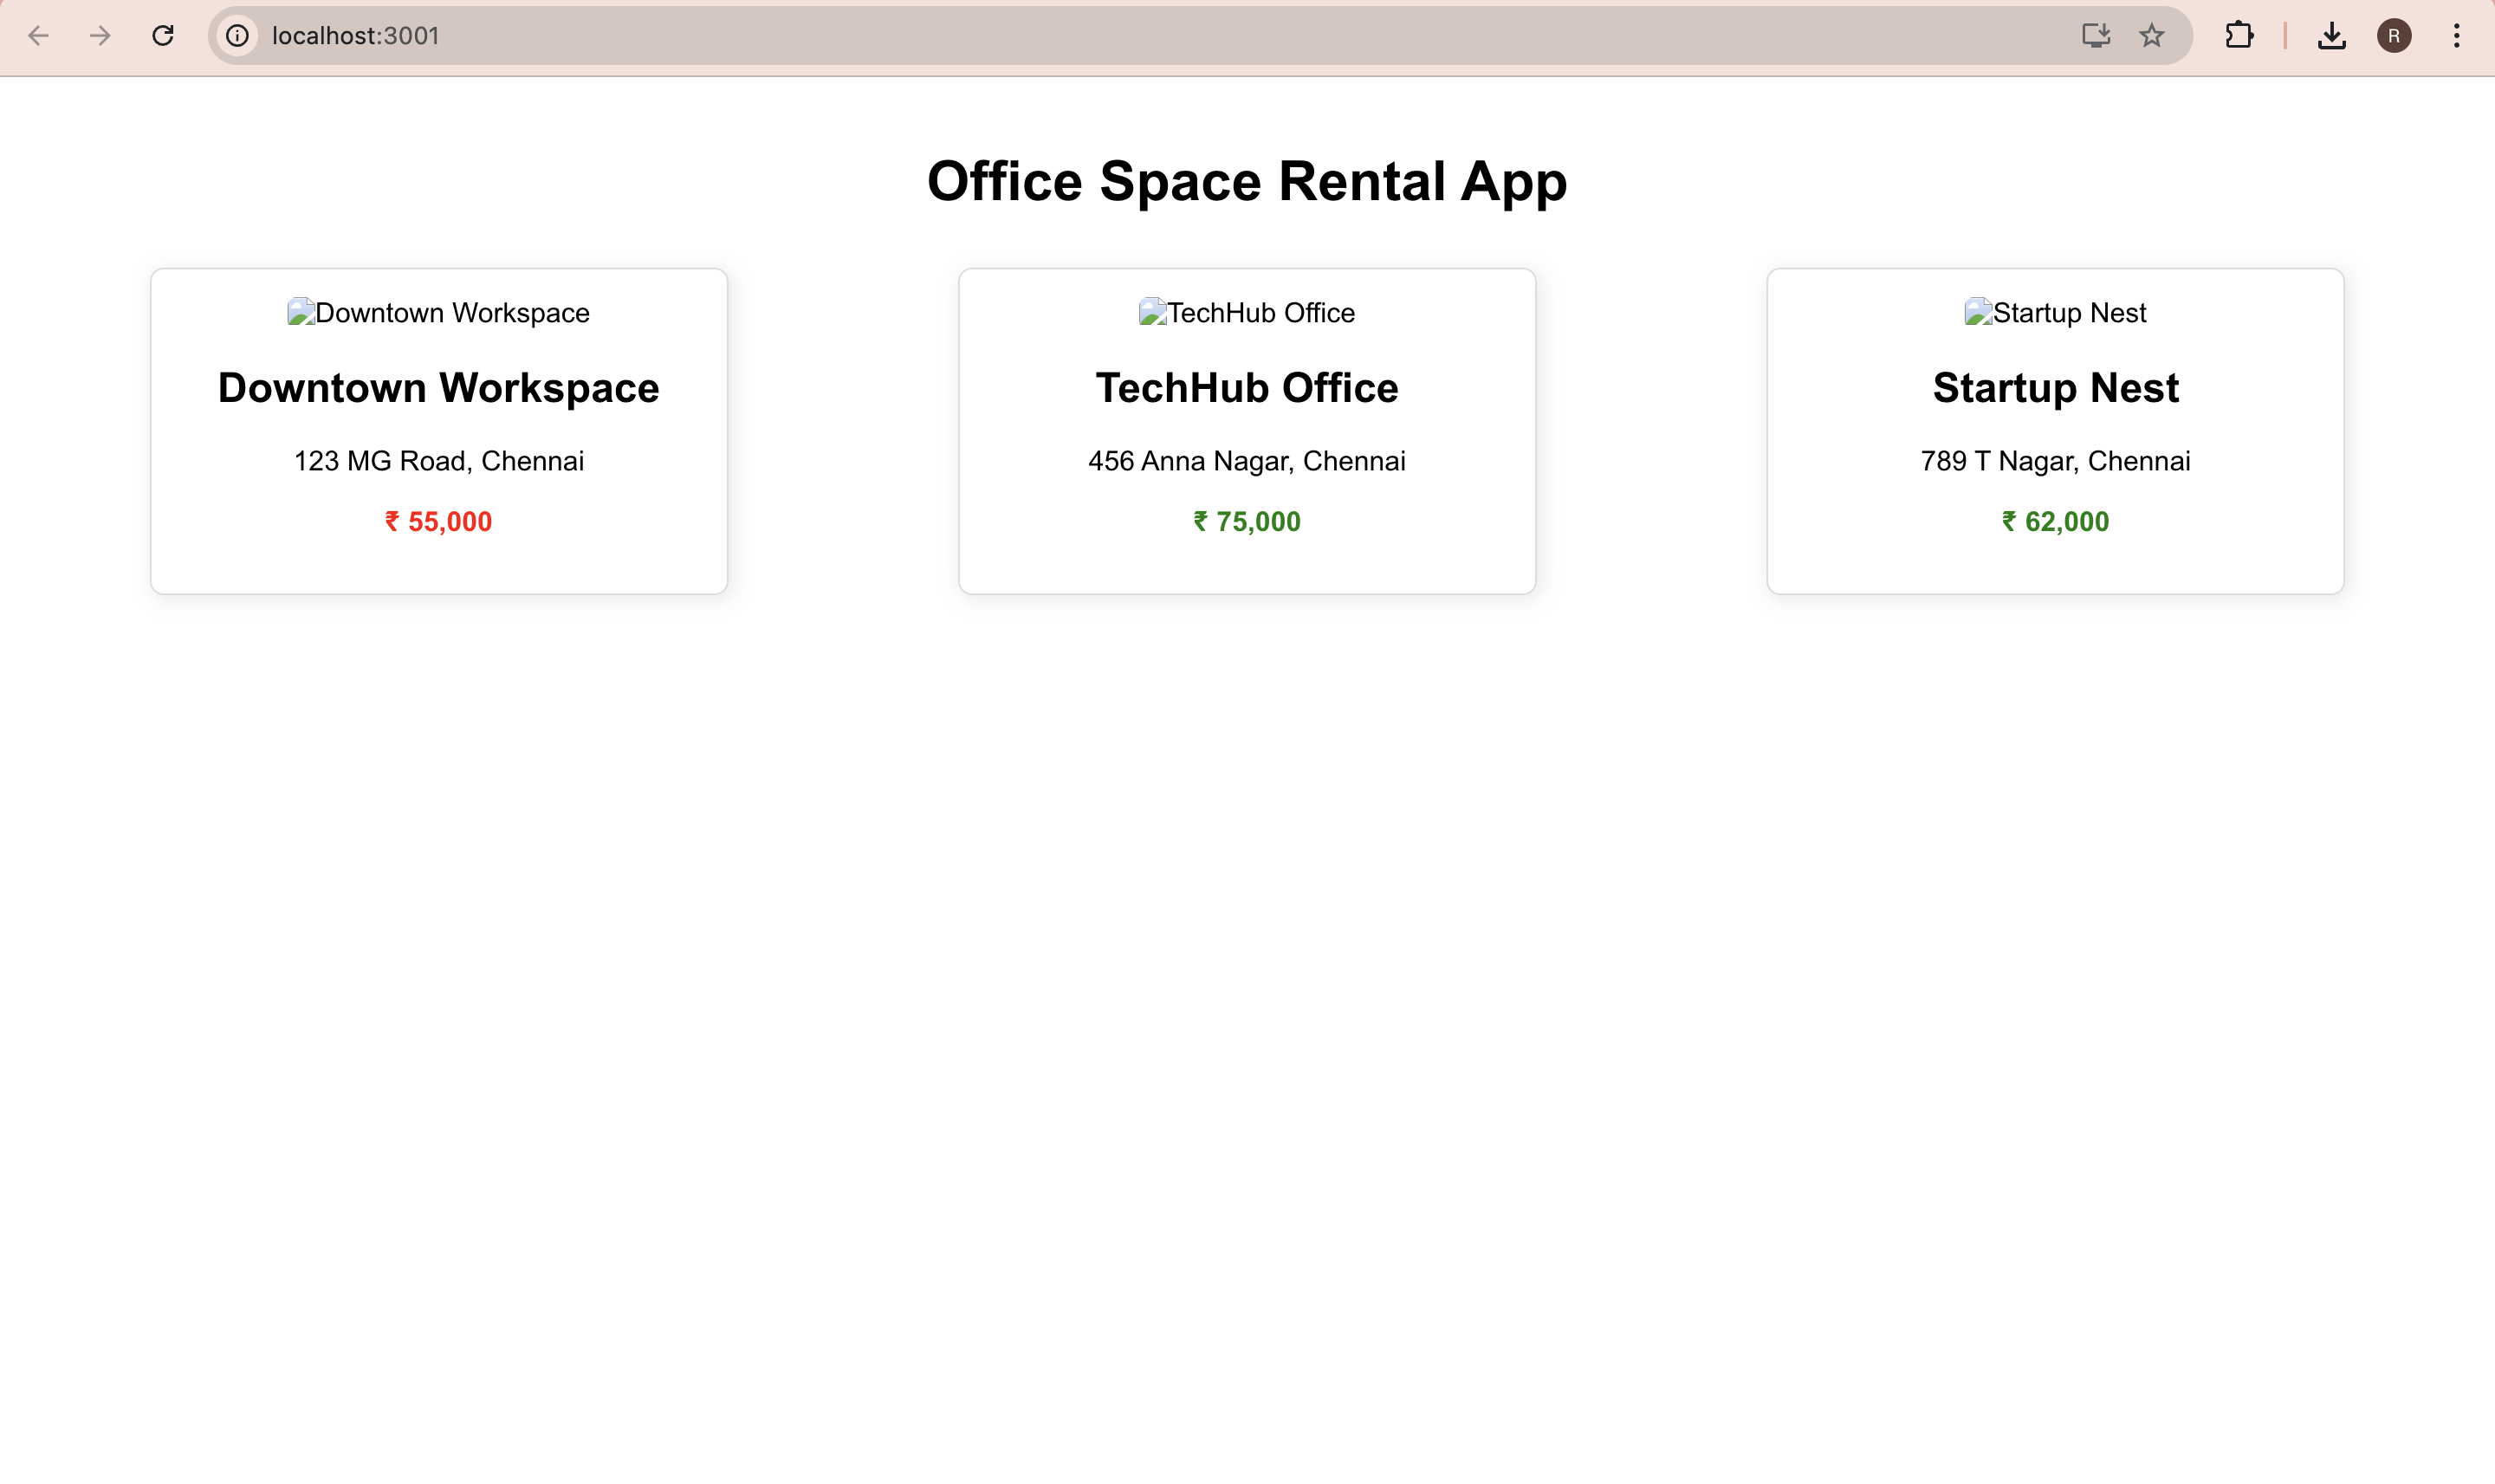 localhost:3001
R
Office Space Rental App
Downtown Workspace
Downtown Workspace
123 MG Road, Chennai
₹ 55,000
TechHub Office
TechHub Office
456 Anna Nagar, Chennai
₹ 75,000
Startup Nest
Startup Nest
789 T Nagar, Chennai
₹ 62,000